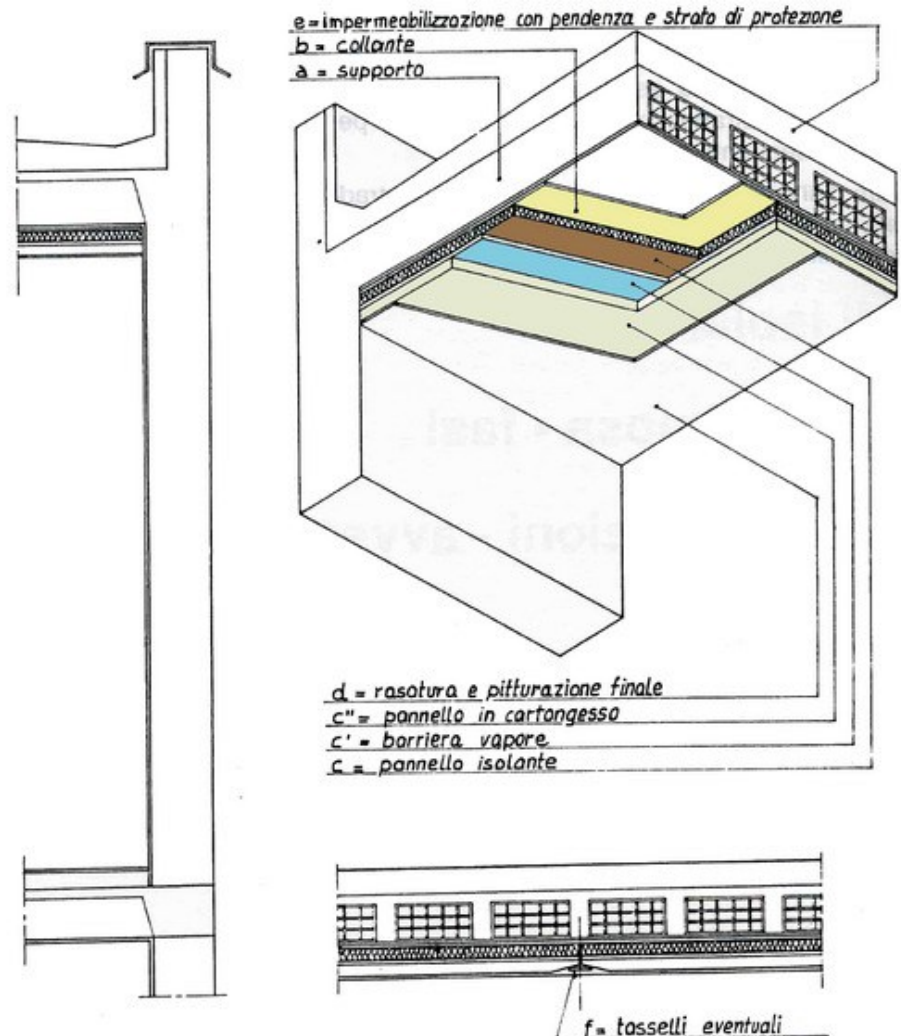 e=impermeabilizzazione con pendenza e strato di protezione
b= collante
a = supporto
d = rasatura e pitturazione finale
c"= pannello in cartongesso
c' = barriera vapore
c = pannello isolante
f= tasselli eventuali